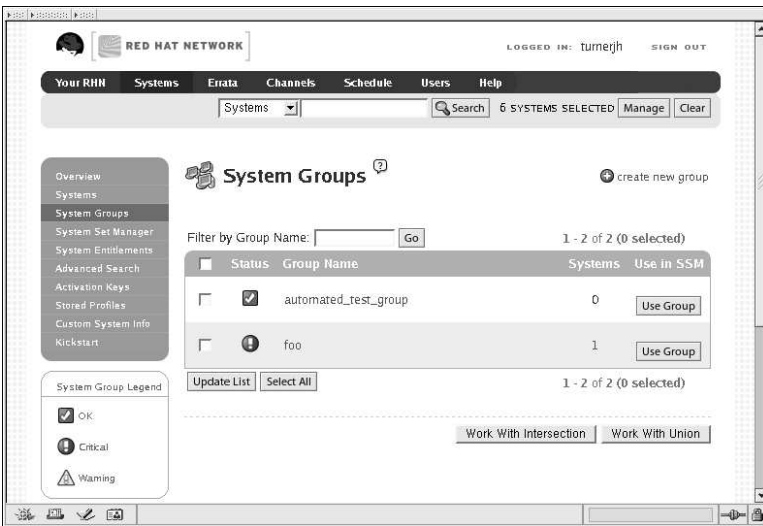 RED HAT NETWORK
LOGGED IN: turnerjh SIGN OUT
Your RHN Systems Errata Channels Schedule Users Help
Systems Search 6 SYSTEMS SELECTED Manage Clear
Overview
Systems
System Groups
System Set Manager
System Entitlements
Advanced Search
Activation Keys
Stored Profiles
Custom System Info
Kickstart
System Groups ?
create new group
Filter by Group Name: Go 1 - 2 of 2 (0 selected)
Status Group Name Systems Use in SSM
automated_test_group 0 Use Group
foo 1 Use Group
Update List Select All 1 - 2 of 2 (0 selected)
Work With Intersection Work With Union
System Group Legend
OK
Critical
Warning